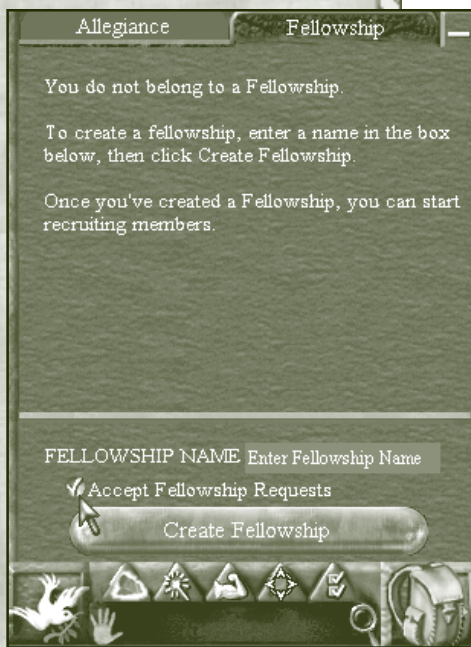 Allegiance
Fellowship
You do not belong to a Fellowship.
To create a fellowship, enter a name in the box
below, then click Create Fellowship.
Once you've created a Fellowship, you can start
recruiting members.
FELLOWSHIP NAME Enter Fellowship Name
Accept Fellowship Requests
Create Fellowship